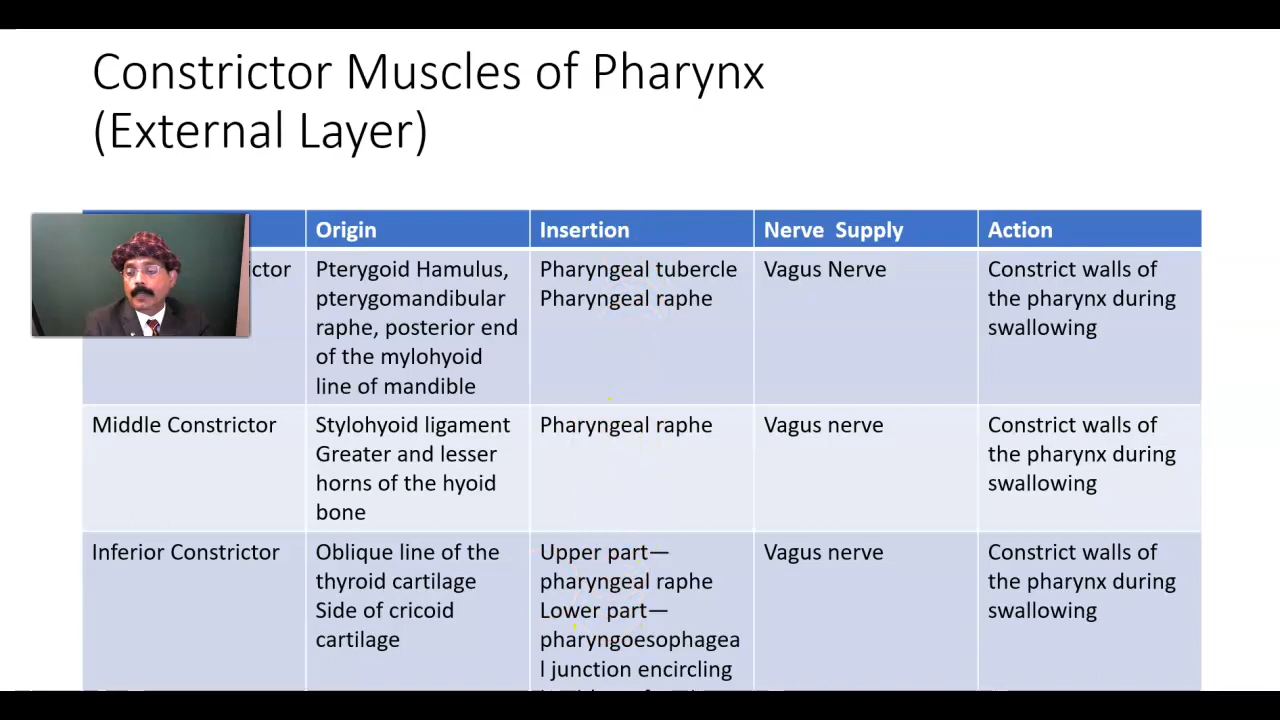 Constrictor Muscles of Pharynx
(External Layer)
Origin
Insertion
Nerve Supply
Action
Pterygoid Hamulus,
pterygomandibular
raphe, posterior end
of the mylohyoid
line of mandible
Pharyngeal tubercle
Pharyngeal raphe
Vagus Nerve
Constrict walls of
the pharynx during
swallowing
Middle Constrictor
Stylohyoid ligament
Greater and lesser
horns of the hyoid
bone
Pharyngeal raphe
Vagus nerve
Constrict walls of
the pharynx during
swallowing
Inferior Constrictor
Oblique line of the
thyroid cartilage
Side of cricoid
cartilage
Upper part—
pharyngeal raphe
Lower part—
pharyngoesophagea
l junction encircling
Vagus nerve
Constrict walls of
the pharynx during
swallowing